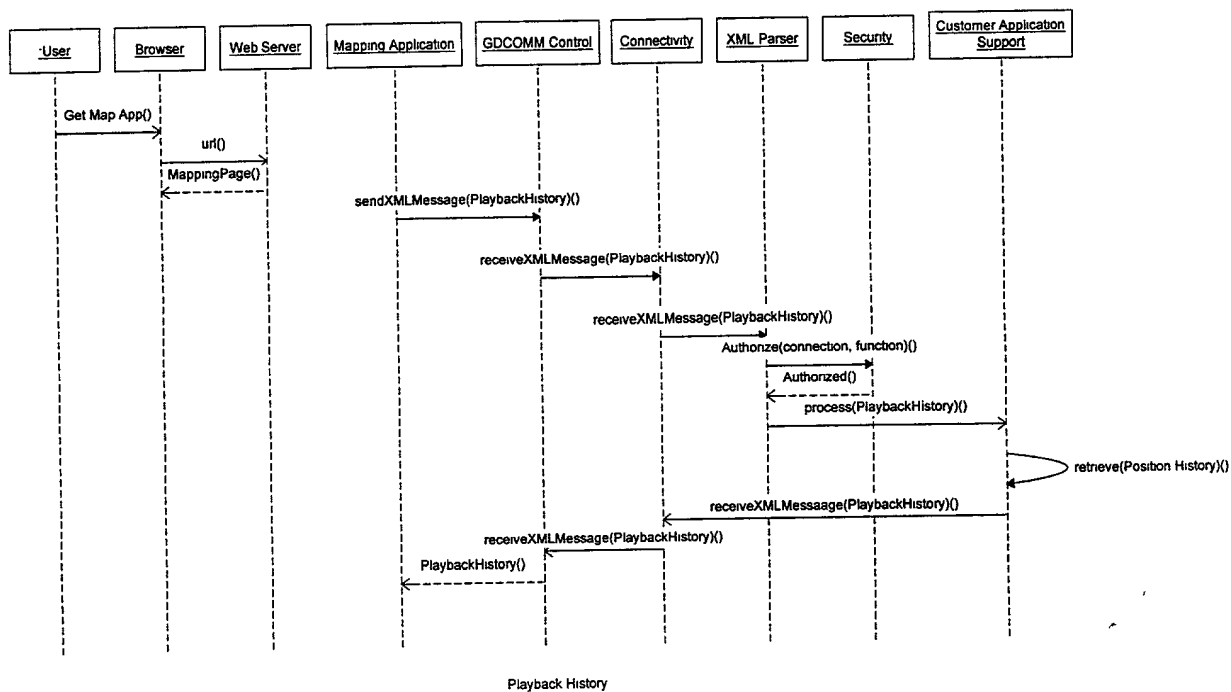 :User
Browser
Web Server
Mapping Application
GDCOMM Control
Connectivity
XML Parser
Security
Customer Application
Support
Get Map App()
url()
MappingPage()
sendXMLMessage(PlaybackHistory)()
receiveXMLMessage(PlaybackHistory)()
receiveXMLMessage(PlaybackHistory)()
Authorize(connection, function)()
Authorized()
process(PlaybackHistory)()
retrieve(Position History)()
receiveXMLMessaage(PlaybackHistory)()
receiveXMLMessage(PlaybackHistory)()
PlaybackHistory()
Playback History